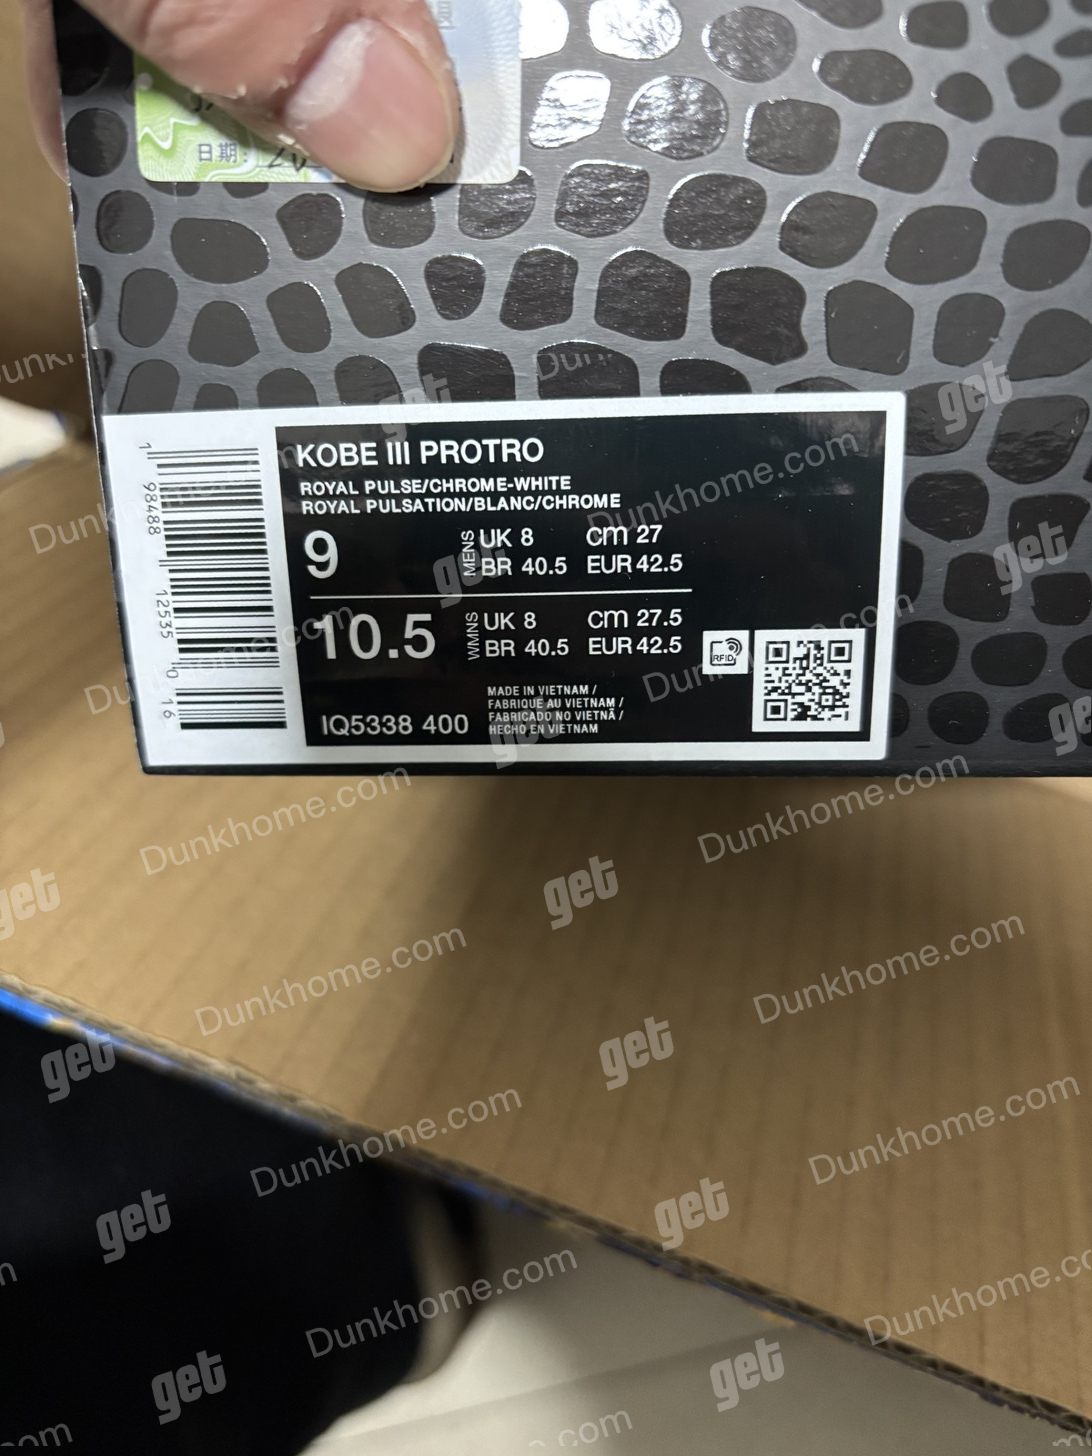 日期:
KOBE III PROTRO
ROYAL PULSE/CHROME-WHITE
ROYAL PULSATION/BLANC/CHROME
9
MENS
UK 8 cm 27
BR 40.5 EUR 42.5
10.5
WMNS
UK 8 cm 27.5
BR 40.5 EUR 42.5
RFID
MADE IN VIETNAM /
FABRIQUE AU VIETNAM /
FABRICADO NO VIETNÃ /
HECHO EN VIETNAM
IQ5338 400
1 98488 12535 0 16
get
Dunkhome.com